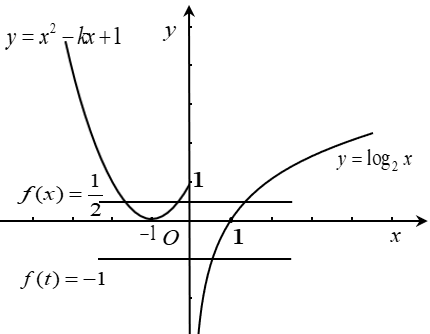 y = x² − kx + 1
y
y = log₂ x
1
f(x) = 1/2
−1
O
1
x
f(t) = −1